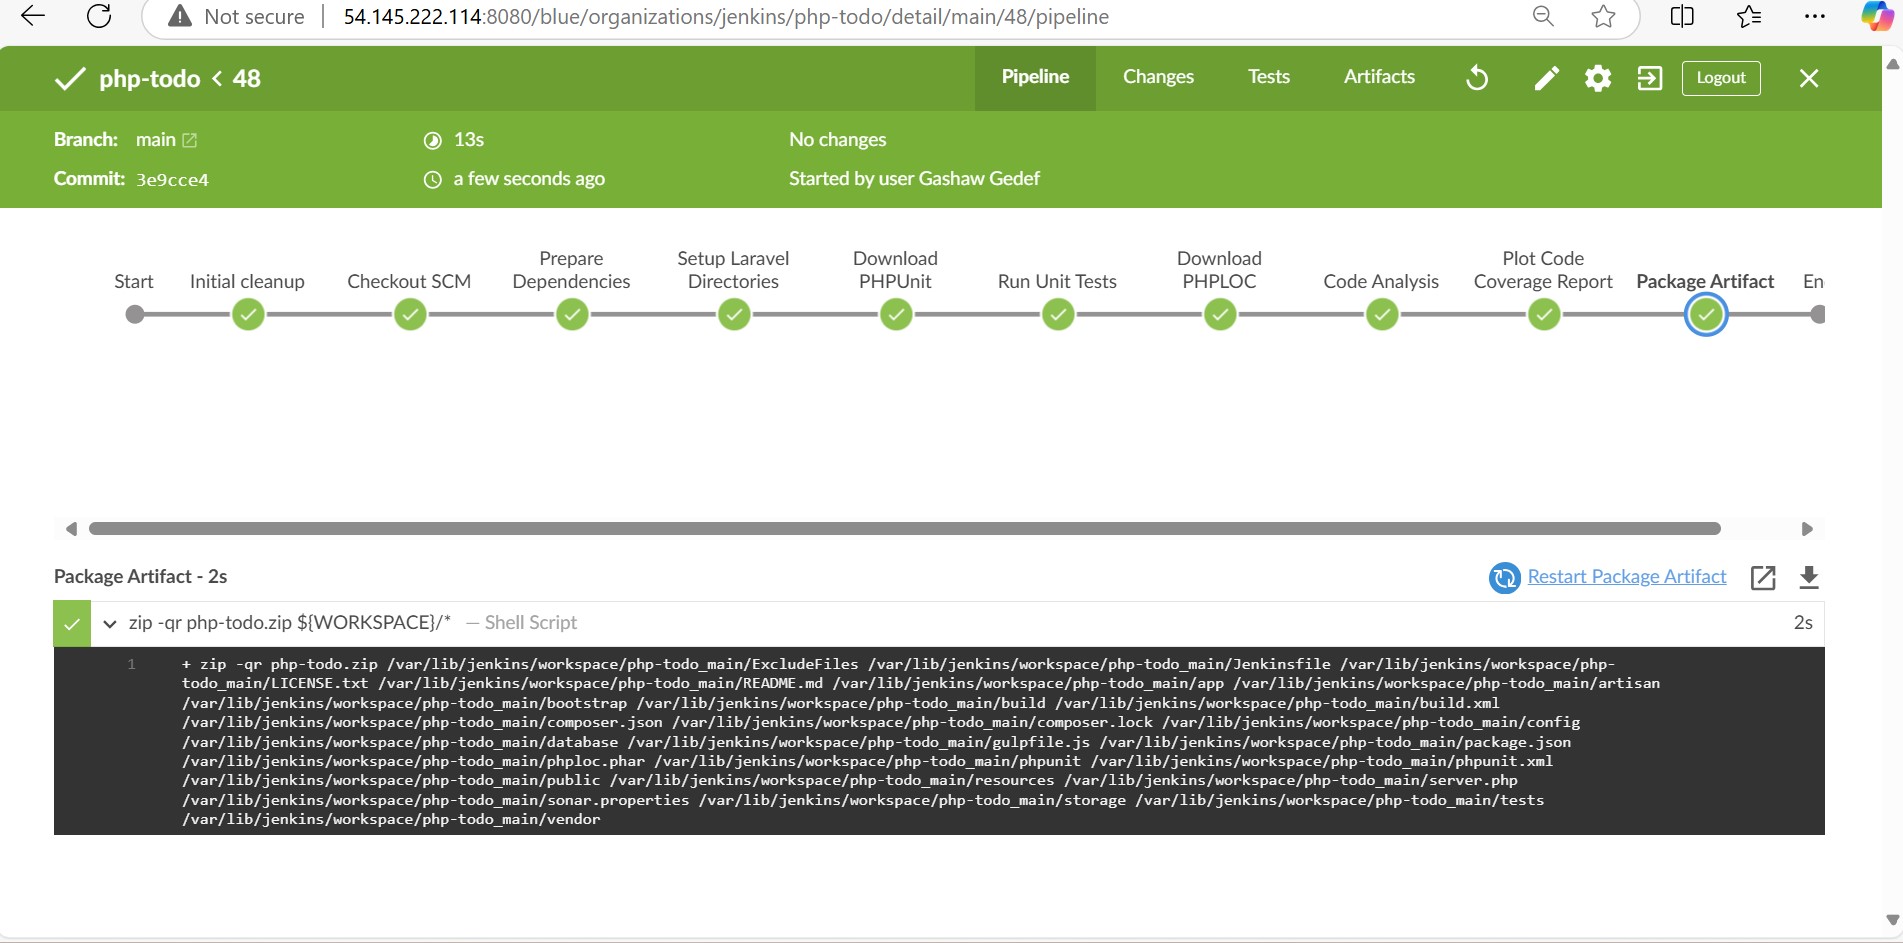 Not secure
54.145.222.114:8080/blue/organizations/jenkins/php-todo/detail/main/48/pipeline
php-todo < 48
Pipeline
Changes
Tests
Artifacts
Logout
Branch: main
13s
No changes
Commit: 3e9cce4
a few seconds ago
Started by user Gashaw Gedef
Start
Initial cleanup
Checkout SCM
Prepare
Dependencies
Setup Laravel
Directories
Download
PHPUnit
Run Unit Tests
Download
PHPLOC
Code Analysis
Plot Code
Coverage Report
Package Artifact
En
Package Artifact - 2s
Restart Package Artifact
zip -qr php-todo.zip ${WORKSPACE}/* — Shell Script
2s
1 + zip -qr php-todo.zip /var/lib/jenkins/workspace/php-todo_main/ExcludeFiles /var/lib/jenkins/workspace/php-todo_main/Jenkinsfile /var/lib/jenkins/workspace/php-
todo_main/LICENSE.txt /var/lib/jenkins/workspace/php-todo_main/README.md /var/lib/jenkins/workspace/php-todo_main/app /var/lib/jenkins/workspace/php-todo_main/artisan
/var/lib/jenkins/workspace/php-todo_main/bootstrap /var/lib/jenkins/workspace/php-todo_main/build /var/lib/jenkins/workspace/php-todo_main/build.xml
/var/lib/jenkins/workspace/php-todo_main/composer.json /var/lib/jenkins/workspace/php-todo_main/composer.lock /var/lib/jenkins/workspace/php-todo_main/config
/var/lib/jenkins/workspace/php-todo_main/database /var/lib/jenkins/workspace/php-todo_main/gulpfile.js /var/lib/jenkins/workspace/php-todo_main/package.json
/var/lib/jenkins/workspace/php-todo_main/phploc.phar /var/lib/jenkins/workspace/php-todo_main/phpunit /var/lib/jenkins/workspace/php-todo_main/phpunit.xml
/var/lib/jenkins/workspace/php-todo_main/public /var/lib/jenkins/workspace/php-todo_main/resources /var/lib/jenkins/workspace/php-todo_main/server.php
/var/lib/jenkins/workspace/php-todo_main/sonar.properties /var/lib/jenkins/workspace/php-todo_main/storage /var/lib/jenkins/workspace/php-todo_main/tests
/var/lib/jenkins/workspace/php-todo_main/vendor